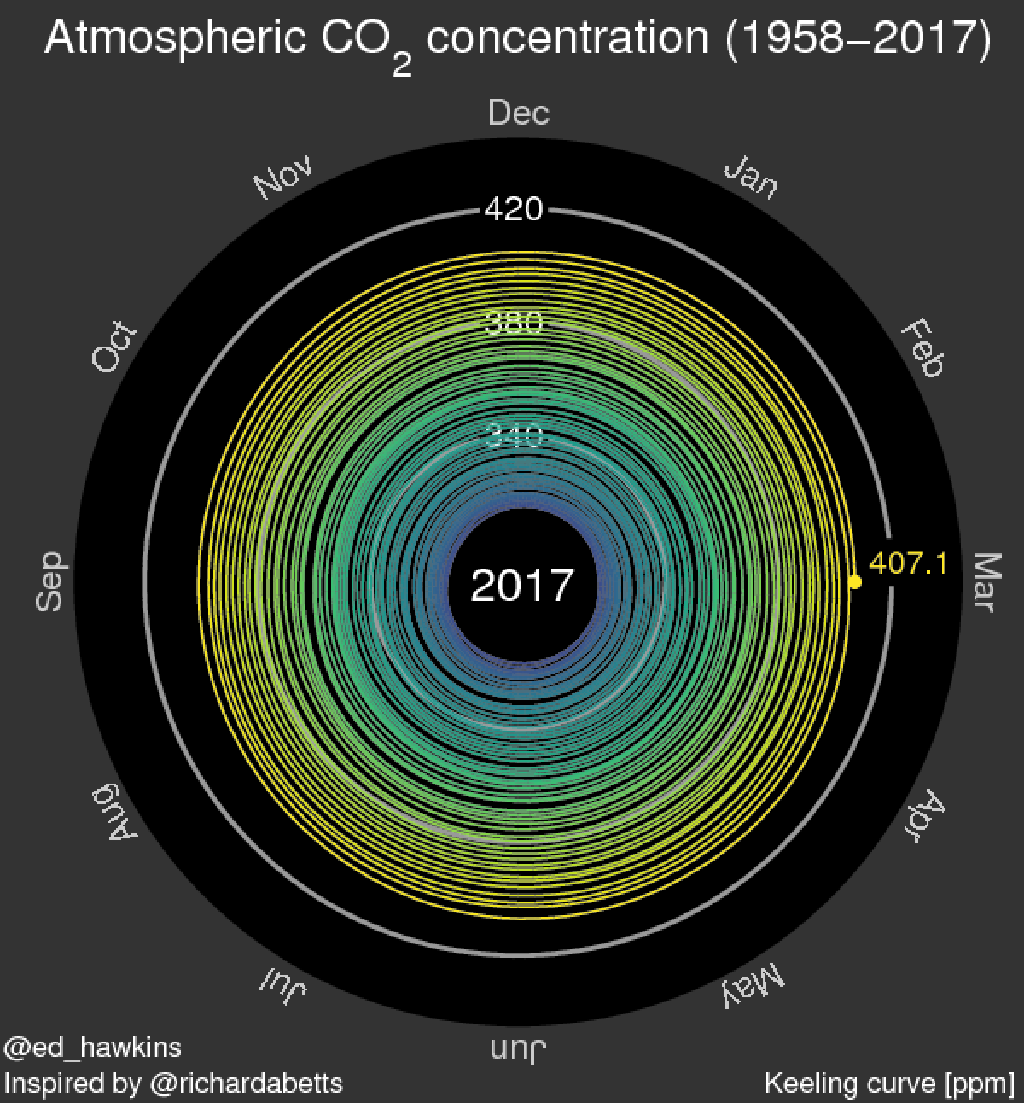 Atmospheric CO₂ concentration (1958–2017)
Dec
Nov
Jan
420
Oct
380
Feb
340
Sep
2017
407.1
Mar
Aug
Apr
Jul
May
Jun
@ed_hawkins
Inspired by @richardabetts
Keeling curve [ppm]